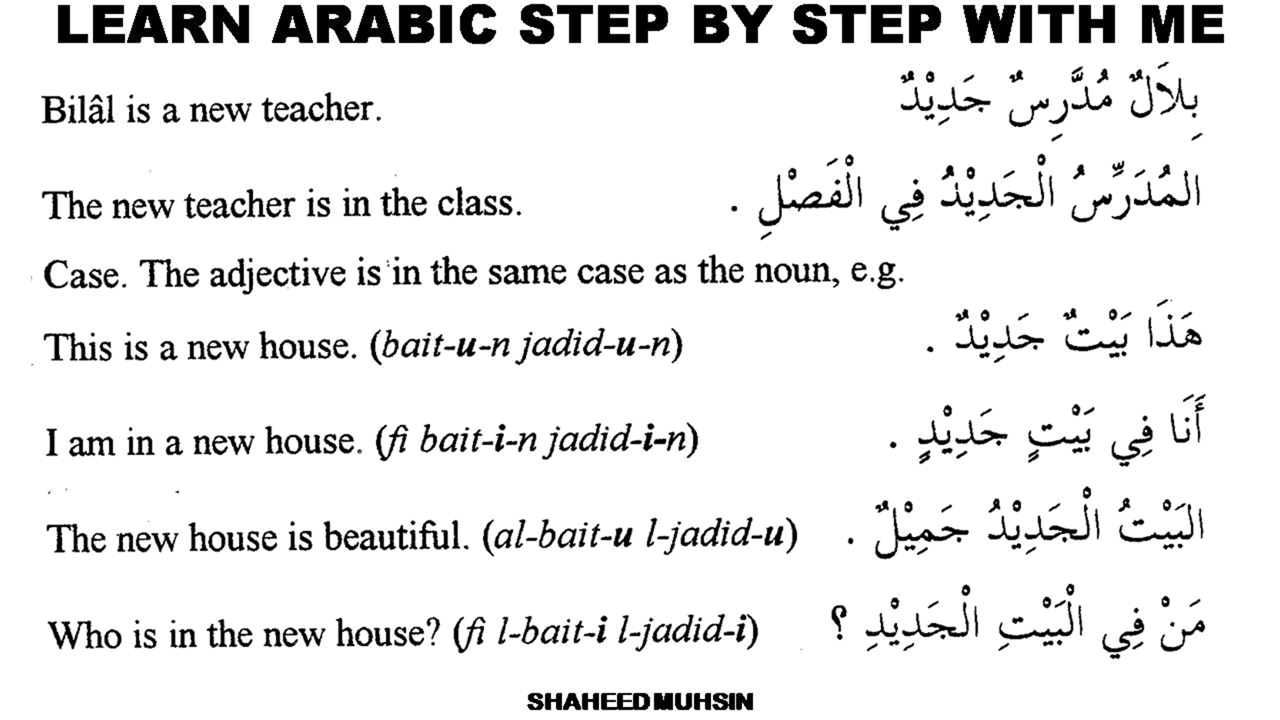 LEARN ARABIC STEP BY STEP WITH ME
Bilâl is a new teacher. بِلاَلٌ مُدَّرِسٌ جَدِيْدٌ
The new teacher is in the class. المُدَرِّسُ الْجَدِيْدُ فِي الْفَصْلِ .
Case. The adjective is in the same case as the noun, e.g.
This is a new house. (bait-u-n jadid-u-n) هَذَا بَيْتٌ جَدِيْدٌ .
I am in a new house. (fi bait-i-n jadid-i-n) أَنَا فِي بَيْتٍ جَدِيْدٍ .
The new house is beautiful. (al-bait-u l-jadid-u) البَيْتُ الْجَدِيْدُ جَمِيْلٌ .
Who is in the new house? (fi l-bait-i l-jadid-i) مَنْ فِي الْبَيْتِ الْجَدِيْدِ ؟
SHAHEED MUHSIN